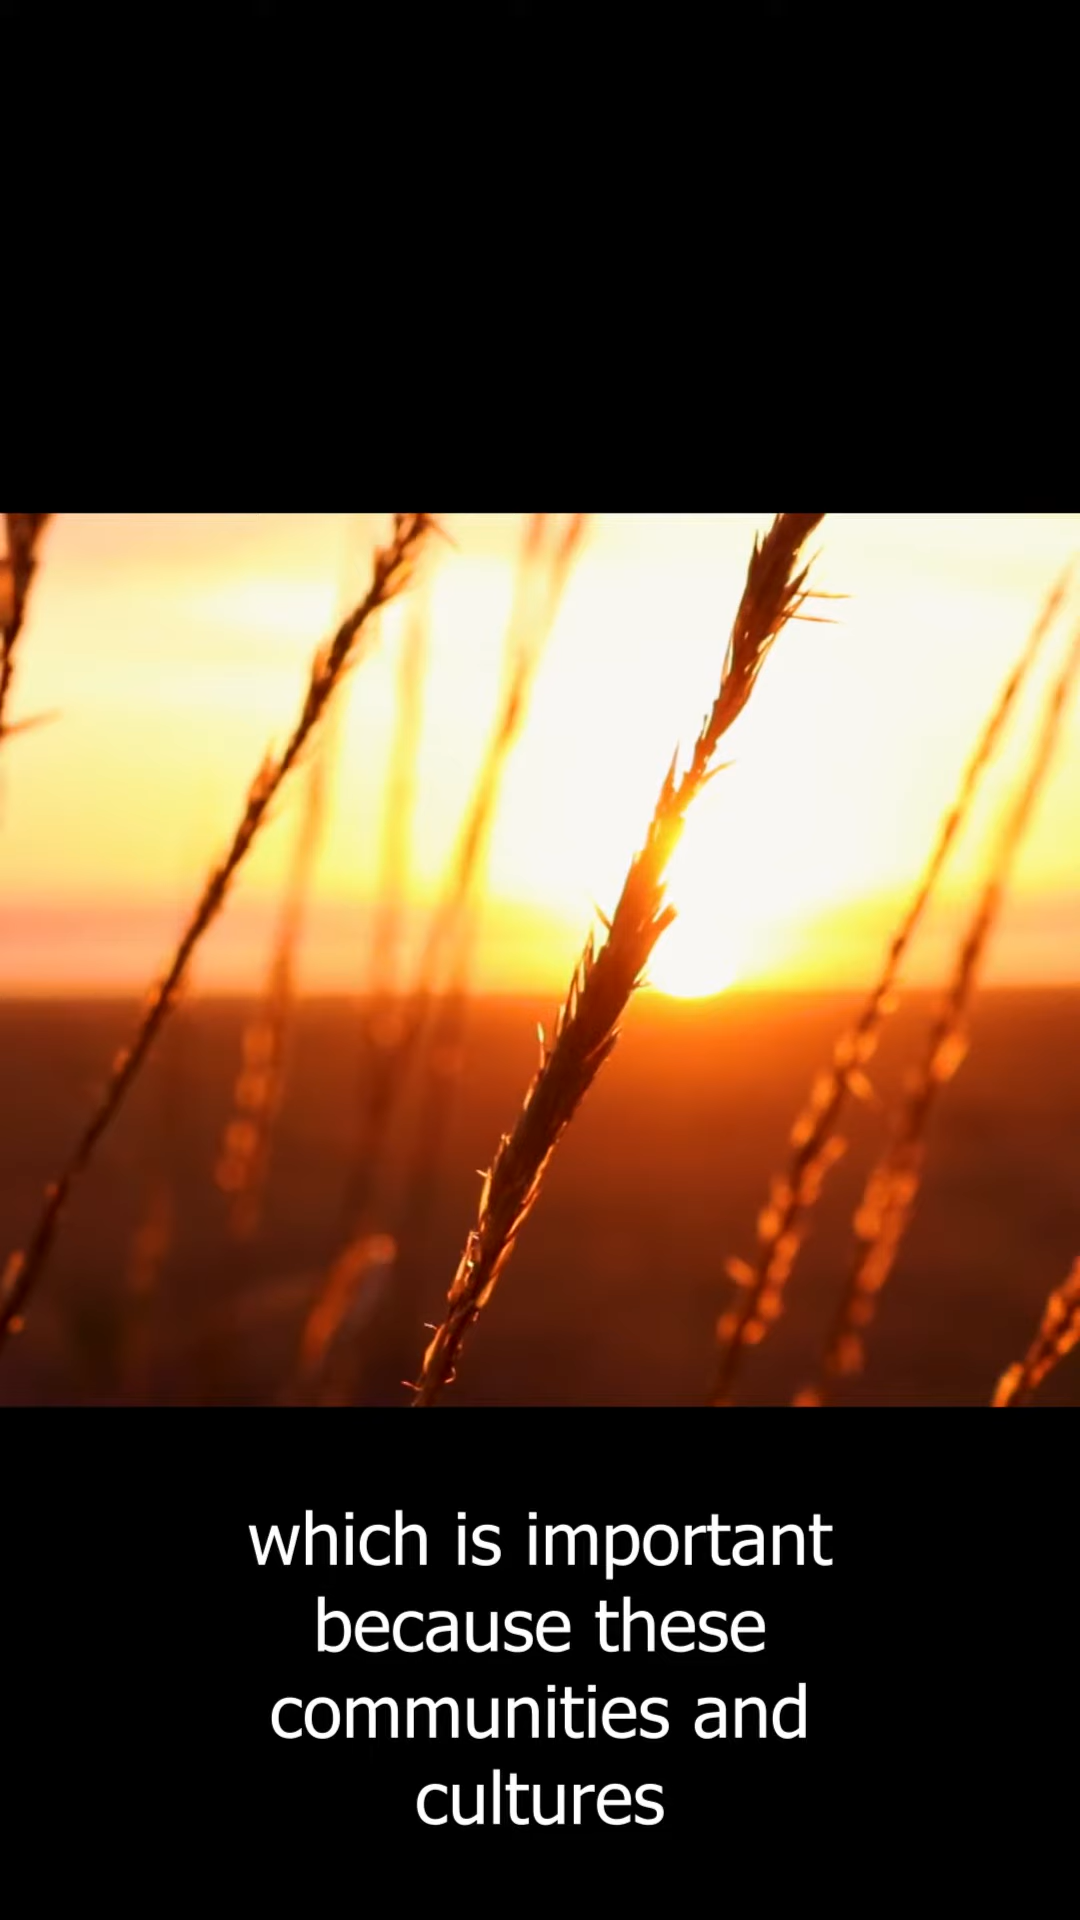 which is important
because these
communities and
cultures